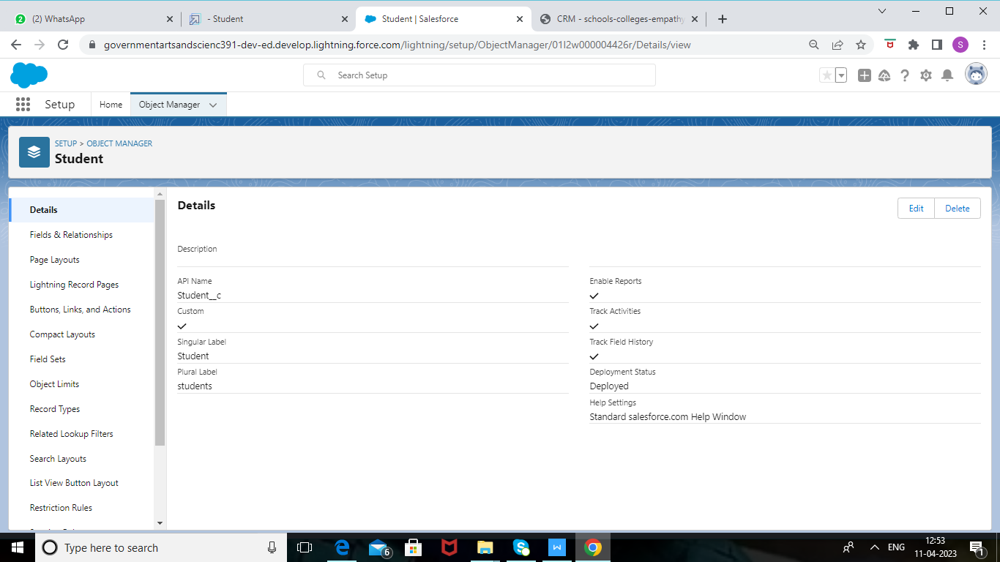 (2) WhatsApp
- Student
Student | Salesforce
CRM - schools-colleges-empathy
governmentartsandscienc391-dev-ed.develop.lightning.force.com/lightning/setup/ObjectManager/01I2w000004426r/Details/view
S
Search Setup
Setup
Home
Object Manager
SETUP > OBJECT MANAGER
Student
Details
Fields & Relationships
Page Layouts
Lightning Record Pages
Buttons, Links, and Actions
Compact Layouts
Field Sets
Object Limits
Record Types
Related Lookup Filters
Search Layouts
List View Button Layout
Restriction Rules
Details
Edit
Delete
Description
API Name
Student__c
Custom
Singular Label
Student
Plural Label
students
Enable Reports
Track Activities
Track Field History
Deployment Status
Deployed
Help Settings
Standard salesforce.com Help Window
Type here to search
6
ENG
12:53
11-04-2023
1